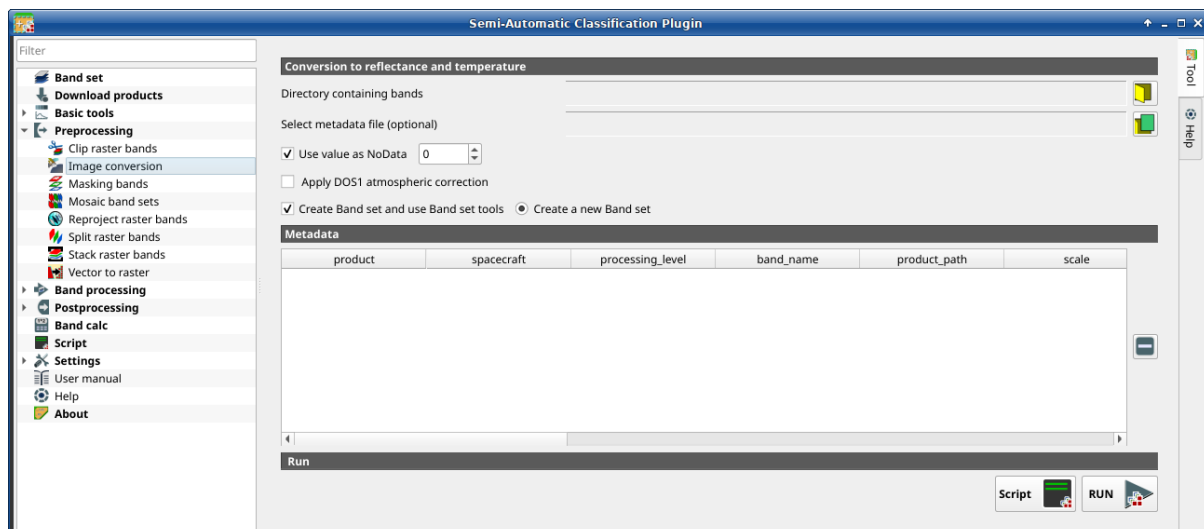 Semi-Automatic Classification Plugin
Filter
Band set
Download products
Basic tools
Preprocessing
Clip raster bands
Image conversion
Masking bands
Mosaic band sets
Reproject raster bands
Split raster bands
Stack raster bands
Vector to raster
Band processing
Postprocessing
Band calc
Script
Settings
User manual
Help
About
Conversion to reflectance and temperature
Directory containing bands
Select metadata file (optional)
Use value as NoData 0
Apply DOS1 atmospheric correction
Create Band set and use Band set tools Create a new Band set
Metadata
product spacecraft processing_level band_name product_path scale
Run
Script RUN
Tool
Help